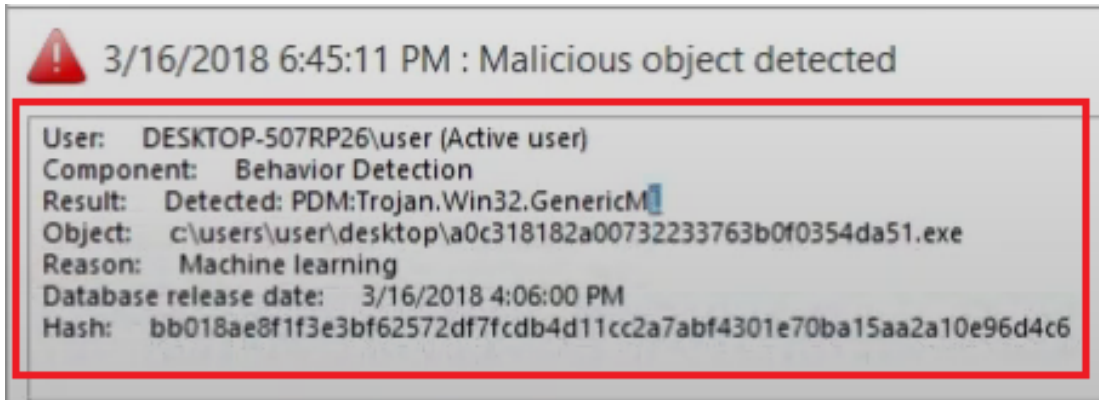 3/16/2018 6:45:11 PM : Malicious object detected
User: DESKTOP-507RP26\user (Active user)
Component: Behavior Detection
Result: Detected: PDM:Trojan.Win32.GenericML
Object: c:\users\user\desktop\a0c318182a00732233763b0f0354da51.exe
Reason: Machine learning
Database release date: 3/16/2018 4:06:00 PM
Hash: bb018ae8f1f3e3bf62572df7fcdb4d11cc2a7abf4301e70ba15aa2a10e96d4c6